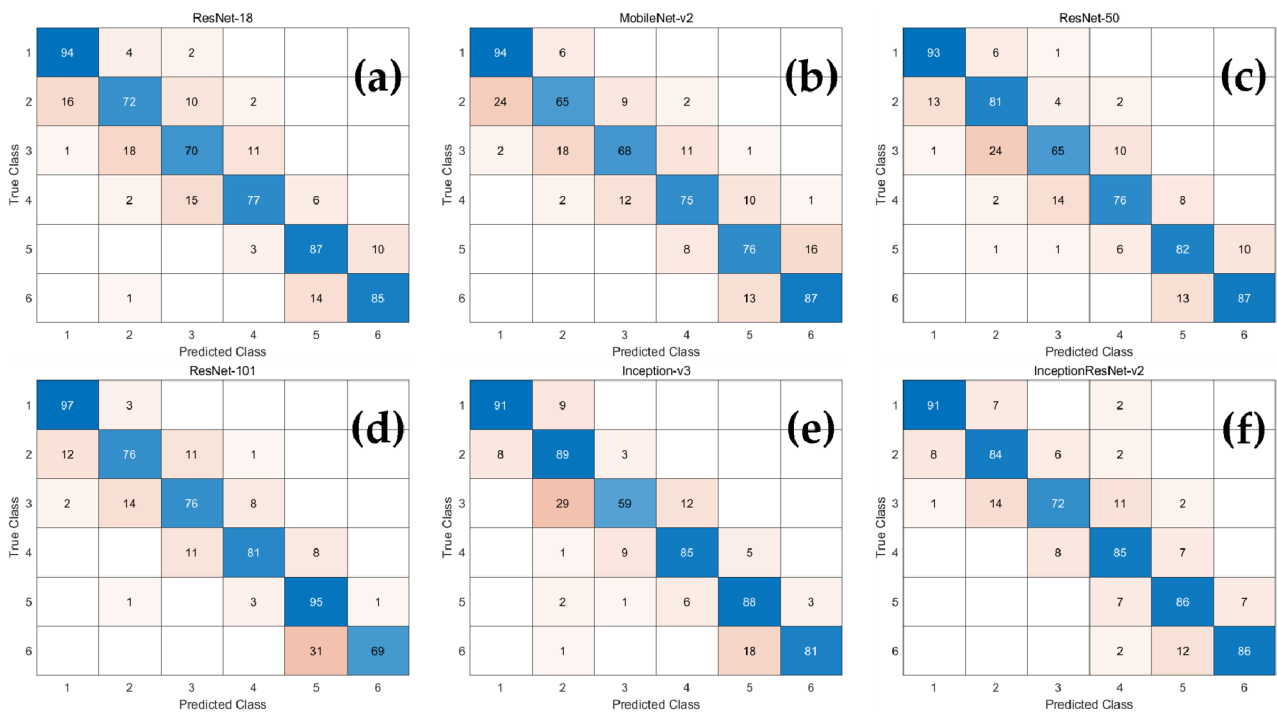 ResNet-18
MobileNet-v2
ResNet-50
1 94 4 2
2 16 72 10 2
3 1 18 70 11
4 2 15 77 6
5 3 87 10
6 1 14 85
1 2 3 4 5 6
True Class
Predicted Class
(a)
1 94 6
2 24 65 9 2
3 2 18 68 11 1
4 2 12 75 10 1
5 8 76 16
6 13 87
1 2 3 4 5 6
True Class
Predicted Class
(b)
1 93 6 1
2 13 81 4 2
3 1 24 65 10
4 2 14 76 8
5 1 1 6 82 10
6 13 87
1 2 3 4 5 6
True Class
Predicted Class
(c)
ResNet-101
Inception-v3
InceptionResNet-v2
1 97 3
2 12 76 11 1
3 2 14 76 8
4 11 81 8
5 1 3 95 1
6 31 69
1 2 3 4 5 6
True Class
Predicted Class
(d)
1 91 9
2 8 89 3
3 29 59 12
4 1 9 85 5
5 2 1 6 88 3
6 1 18 81
1 2 3 4 5 6
True Class
Predicted Class
(e)
1 91 7 2
2 8 84 6 2
3 1 14 72 11 2
4 8 85 7
5 7 86 7
6 2 12 86
1 2 3 4 5 6
True Class
Predicted Class
(f)